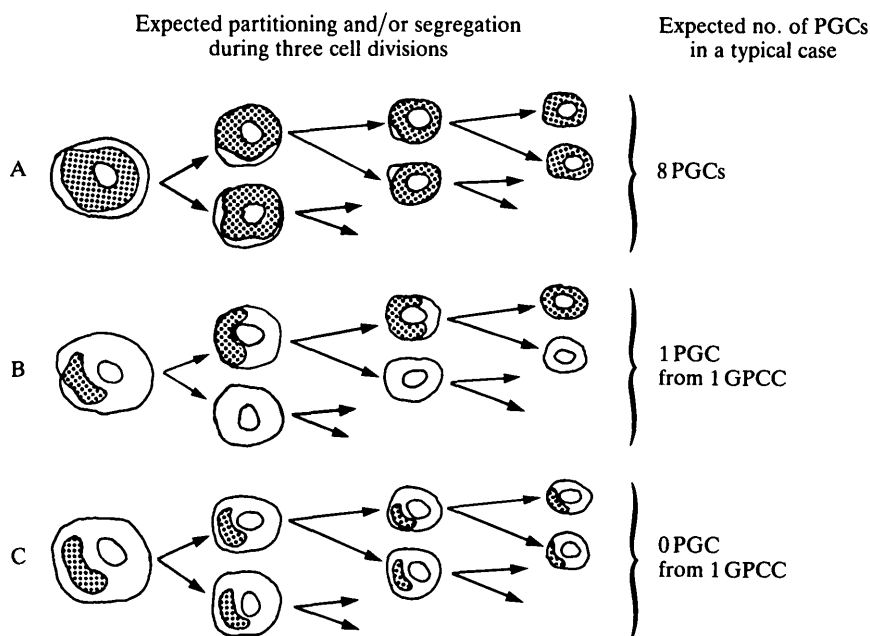 Expected partitioning and/or segregation
during three cell divisions
Expected no. of PGCs
in a typical case
A
8 PGCs
B
1 PGC
from 1 GPCC
C
0 PGC
from 1 GPCC